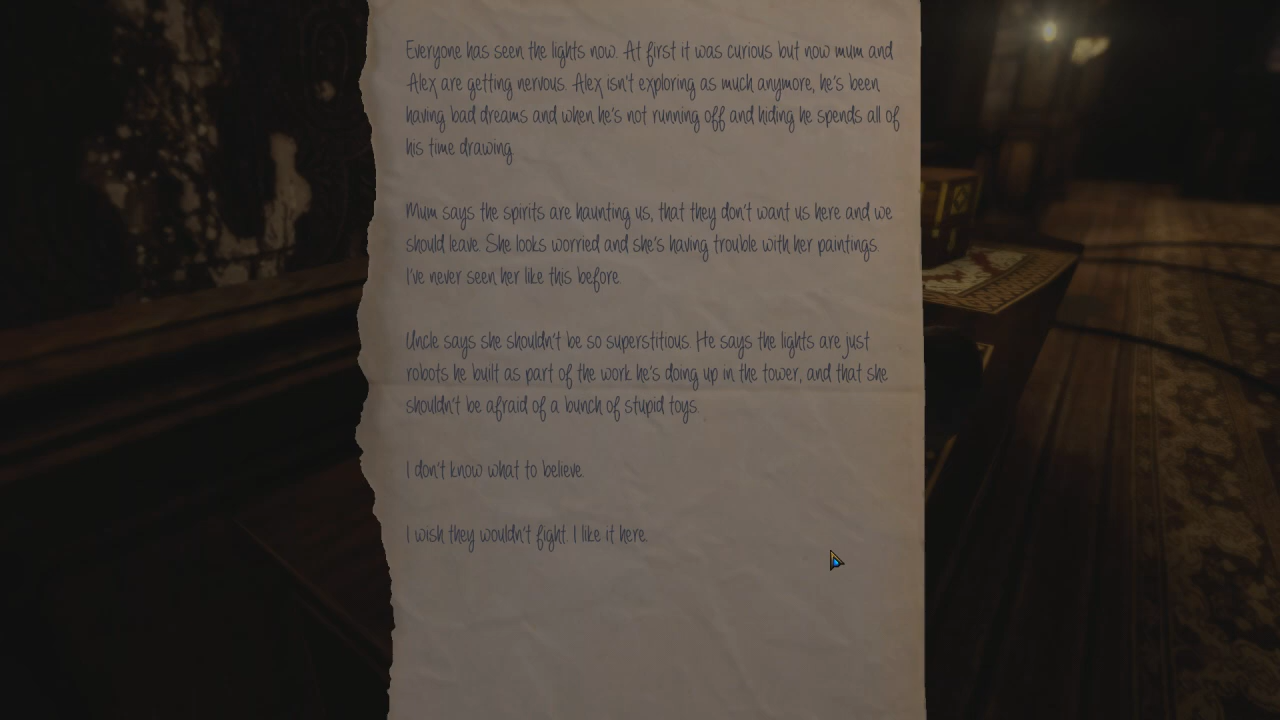 Everyone has seen the lights now. At first it was curious but now mum and
Alex are getting nervous. Alex isn't exploring as much anymore, he's been
having bad dreams and when he's not running off and hiding he spends all of
his time drawing.
Mum says the spirits are haunting us, that they don't want us here and we
should leave. She looks worried and she's having trouble with her paintings.
I've never seen her like this before.
Uncle says she shouldn't be so superstitious. He says the lights are just
robots he built as part of the work he's doing up in the tower, and that she
shouldn't be afraid of a bunch of stupid toys.
I don't know what to believe.
I wish they wouldn't fight. I like it here.